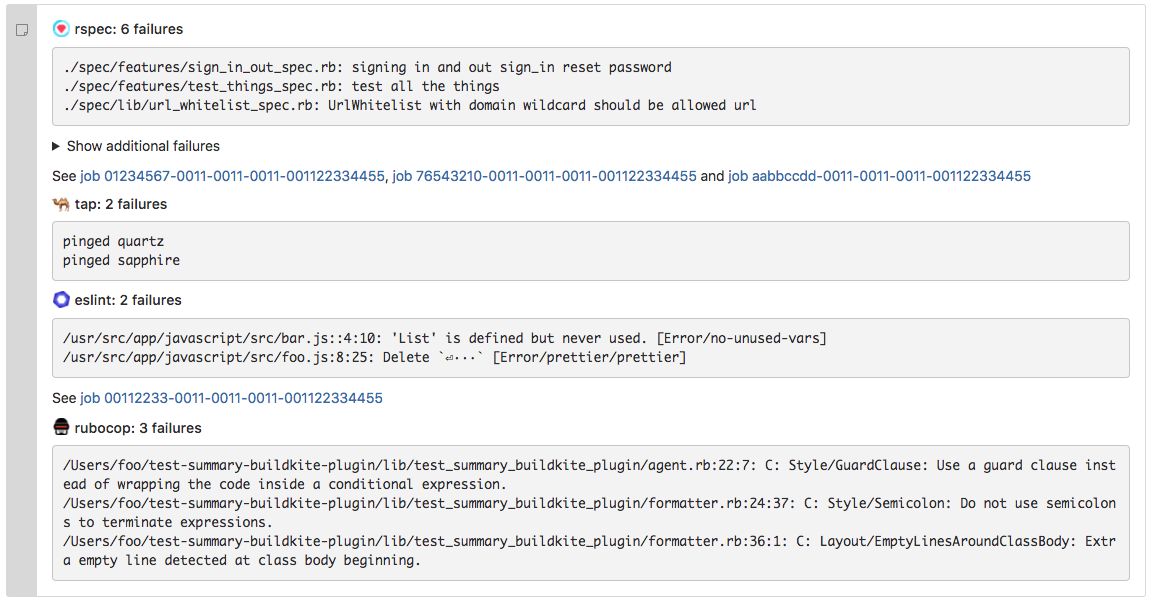 rspec: 6 failures
./spec/features/sign_in_out_spec.rb: signing in and out sign_in reset password
./spec/features/test_things_spec.rb: test all the things
./spec/lib/url_whitelist_spec.rb: UrlWhitelist with domain wildcard should be allowed url
▶ Show additional failures
See job 01234567-0011-0011-0011-001122334455, job 76543210-0011-0011-0011-001122334455 and job aabbccdd-0011-0011-0011-001122334455
tap: 2 failures
pinged quartz
pinged sapphire
eslint: 2 failures
/usr/src/app/javascript/src/bar.js::4:10: 'List' is defined but never used. [Error/no-unused-vars]
/usr/src/app/javascript/src/foo.js:8:25: Delete `⏎···` [Error/prettier/prettier]
See job 00112233-0011-0011-0011-001122334455
rubocop: 3 failures
/Users/foo/test-summary-buildkite-plugin/lib/test_summary_buildkite_plugin/agent.rb:22:7: C: Style/GuardClause: Use a guard clause inst
ead of wrapping the code inside a conditional expression.
/Users/foo/test-summary-buildkite-plugin/lib/test_summary_buildkite_plugin/formatter.rb:24:37: C: Style/Semicolon: Do not use semicolon
s to terminate expressions.
/Users/foo/test-summary-buildkite-plugin/lib/test_summary_buildkite_plugin/formatter.rb:36:1: C: Layout/EmptyLinesAroundClassBody: Extr
a empty line detected at class body beginning.